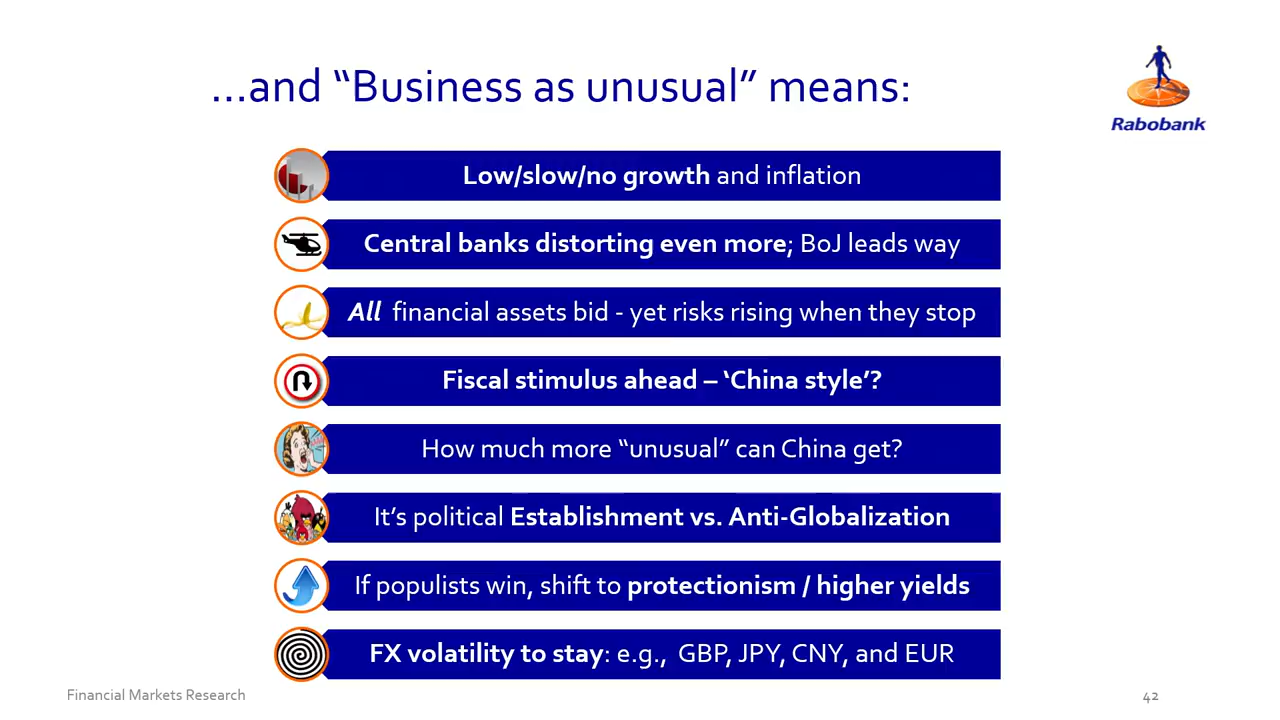 …and “Business as unusual” means:
Rabobank
Low/slow/no growth and inflation
Central banks distorting even more; BoJ leads way
All financial assets bid - yet risks rising when they stop
Fiscal stimulus ahead – ‘China style’?
How much more “unusual” can China get?
It’s political Establishment vs. Anti-Globalization
If populists win, shift to protectionism / higher yields
FX volatility to stay: e.g., GBP, JPY, CNY, and EUR
Financial Markets Research
42